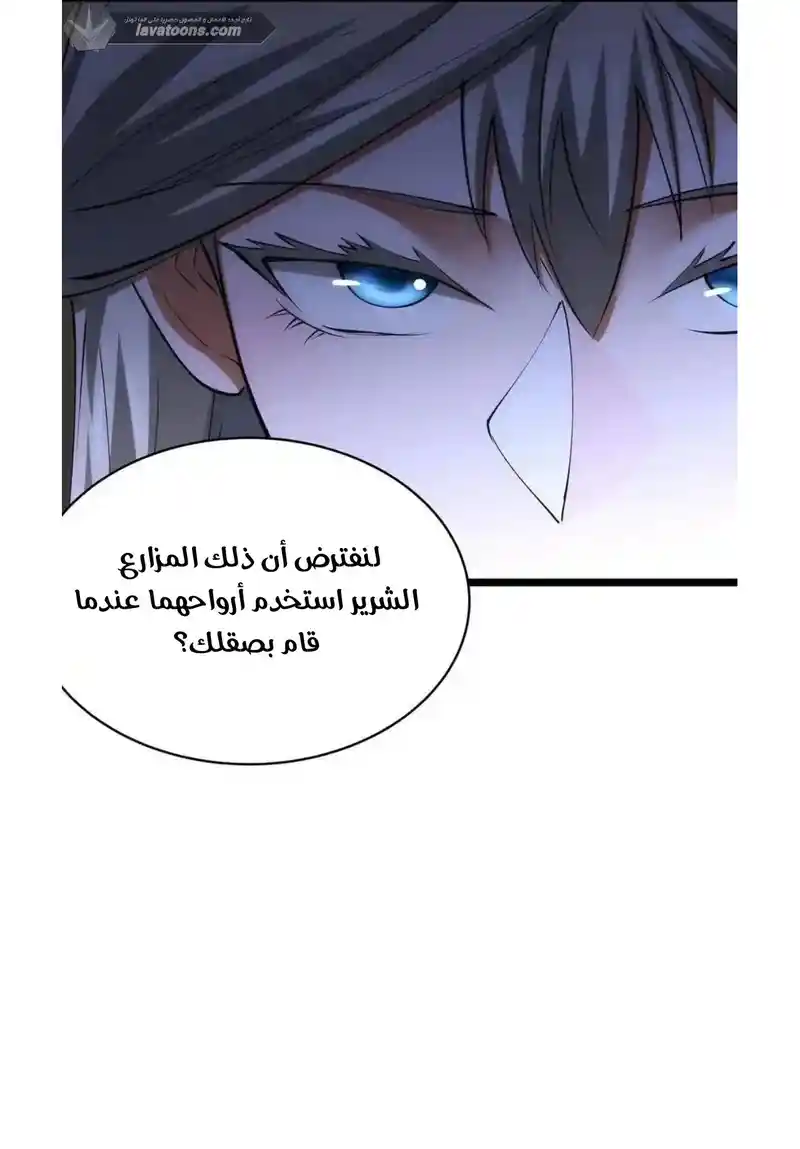 lavatoons.com
لنفترض أن ذلك المزارع
الشرير استخدم أرواحهما عندما
قام بصقلك؟